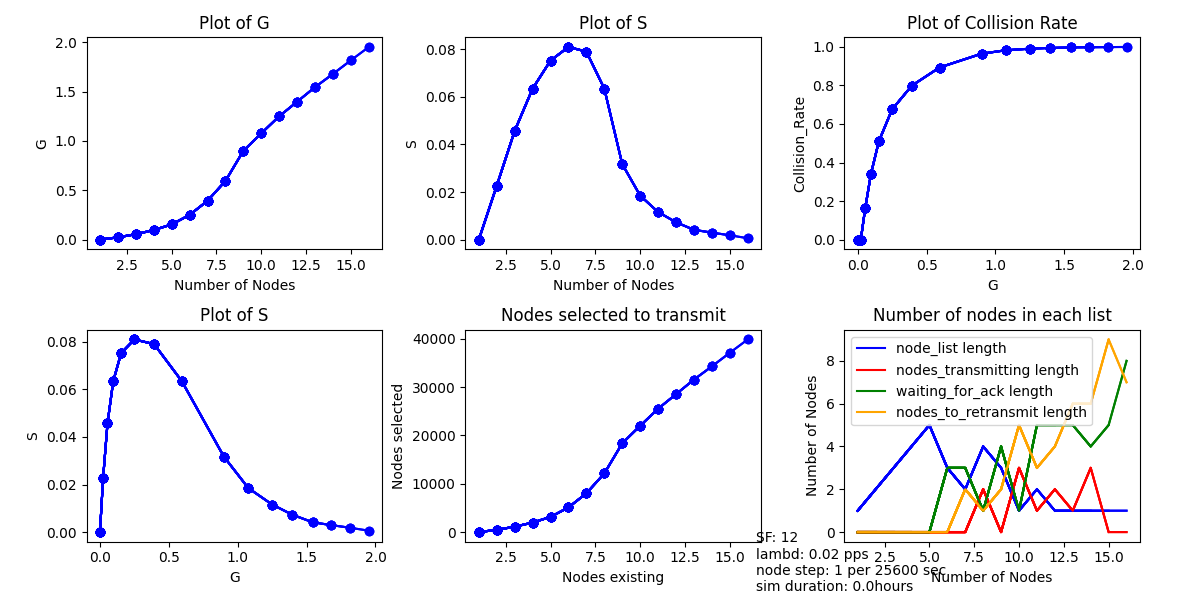 Plot of G
2.0
1.5
1.0
0.5
0.0
G
2.5 5.0 7.5 10.0 12.5 15.0
Number of Nodes
Plot of S
0.08
0.06
0.04
0.02
0.00
S
2.5 5.0 7.5 10.0 12.5 15.0
Number of Nodes
Plot of Collision Rate
1.0
0.8
0.6
0.4
0.2
0.0
Collision_Rate
0.0 0.5 1.0 1.5 2.0
G
Plot of S
0.08
0.06
0.04
0.02
0.00
S
0.0 0.5 1.0 1.5 2.0
G
Nodes selected to transmit
40000
30000
20000
10000
0
Nodes selected
2.5 5.0 7.5 10.0 12.5 15.0
Nodes existing
Number of nodes in each list
node_list length
nodes_transmitting length
waiting_for_ack length
nodes_to_retransmit length
8
6
4
2
0
Number of Nodes
2.5 5.0 7.5 10.0 12.5 15.0
Number of Nodes
SF: 12
lambd: 0.02 pps
node step: 1 per 25600 sec
sim duration: 0.0hours